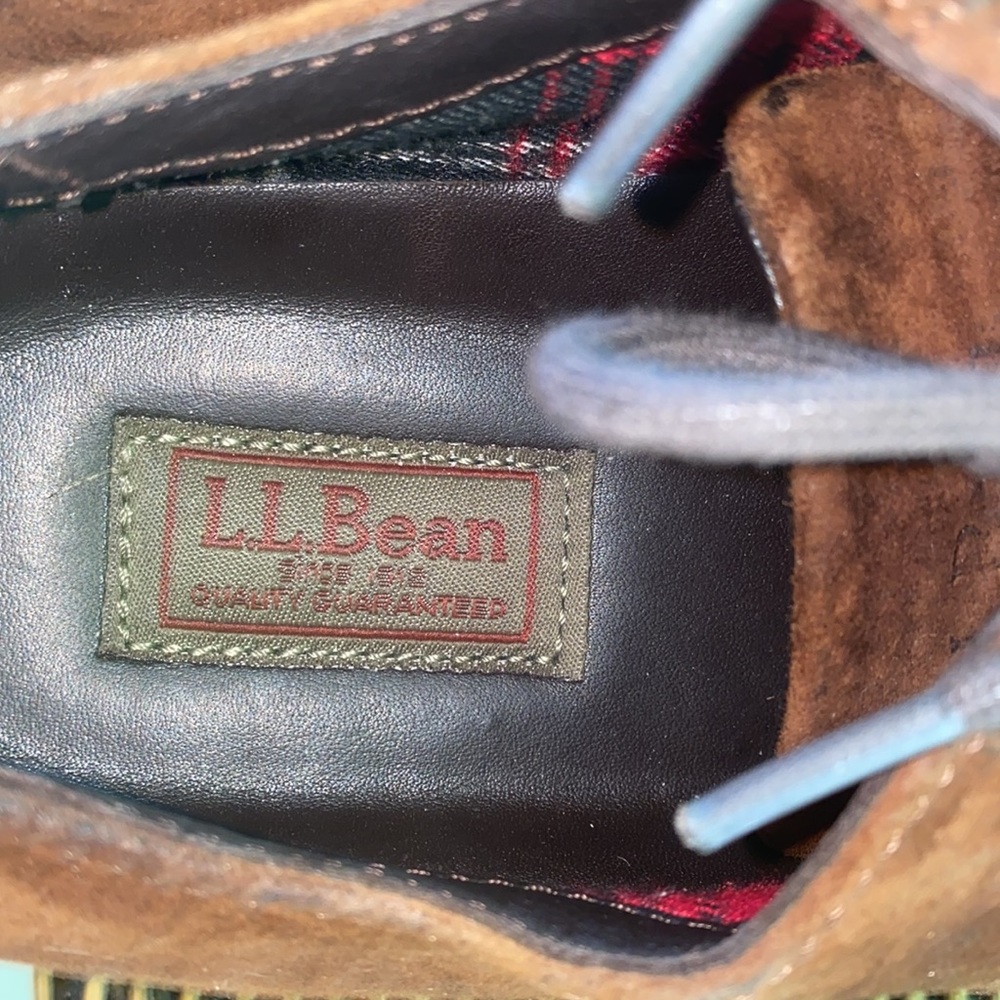 L.L.Bean
SINCE 1912
QUALITY GUARANTEED